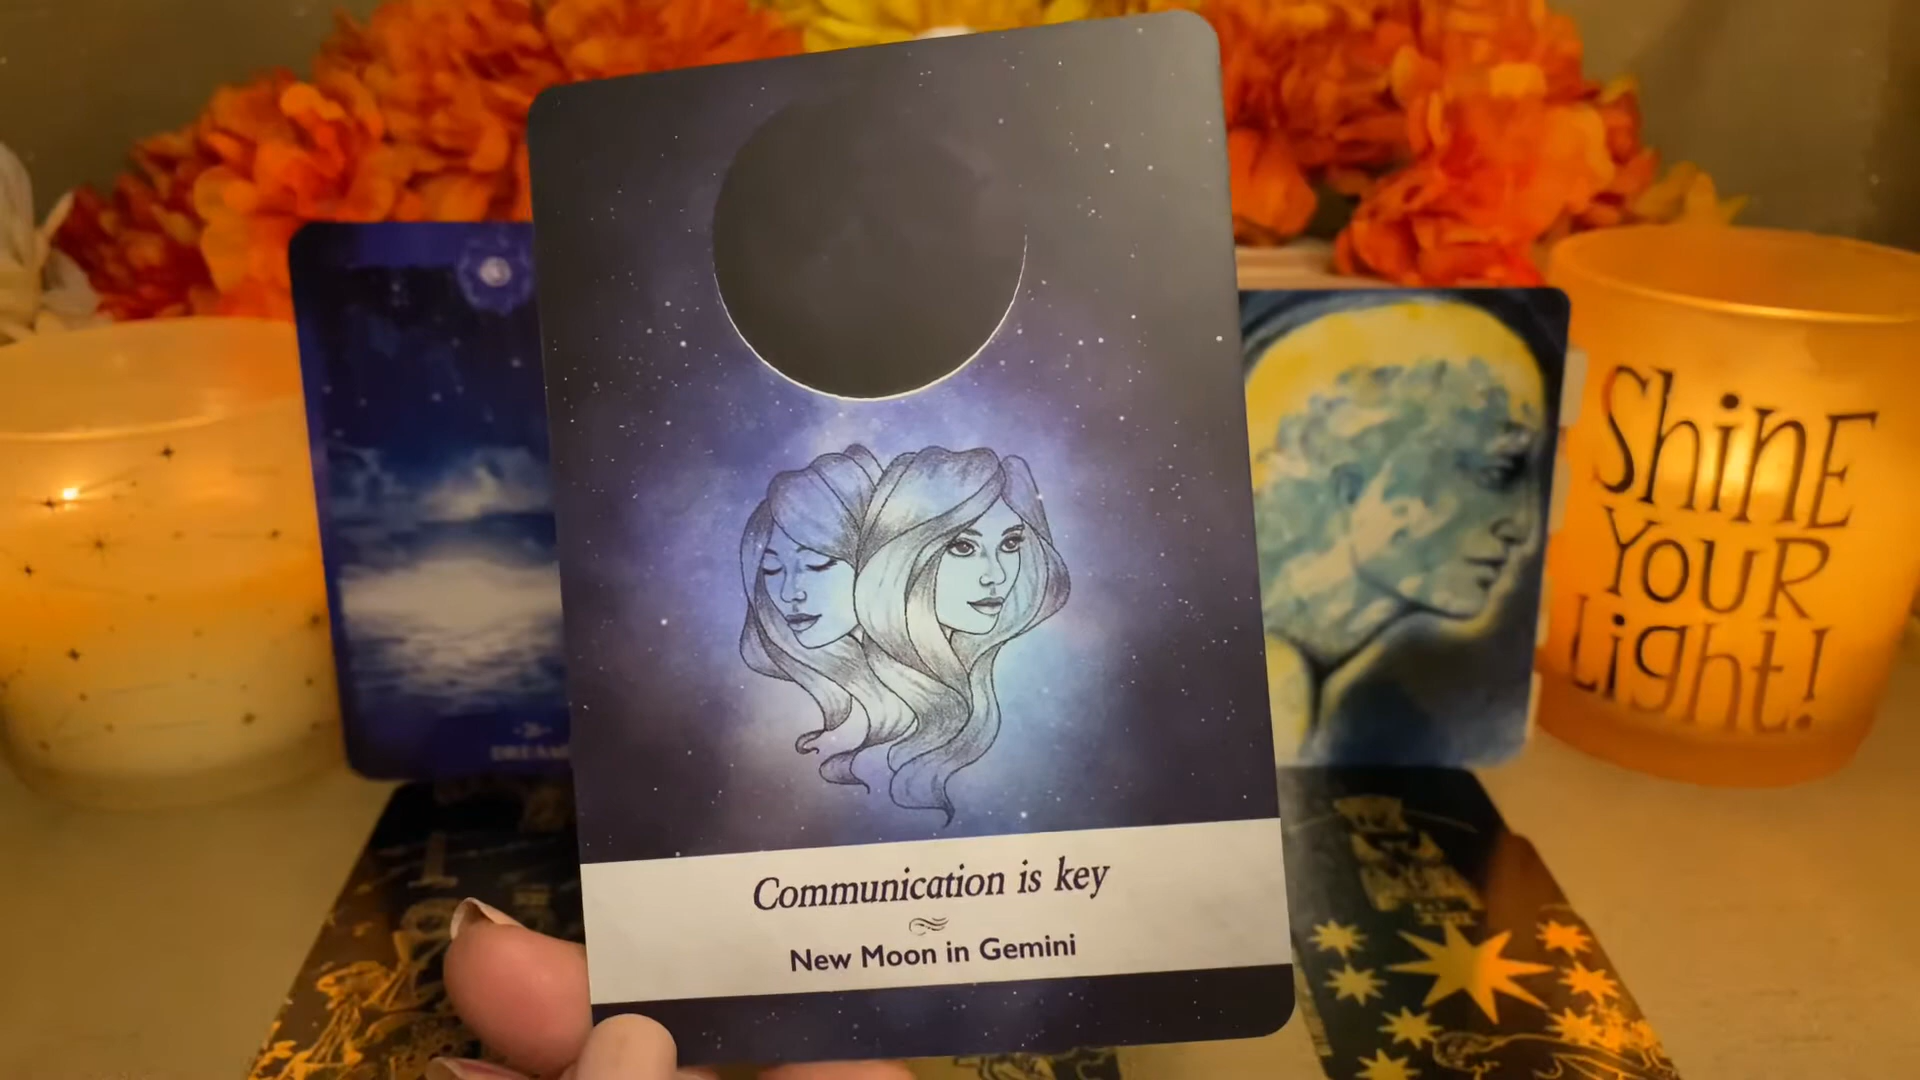 Communication is key
New Moon in Gemini
Shine
Your
Light!